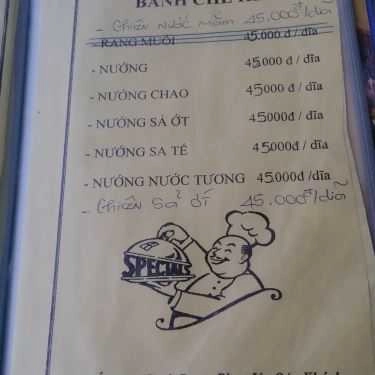 BÁNH CHẾ
- Chiên nước mắm 45.000đ/dĩa
- RANG MUỐI 45.000 đ / dĩa
- NƯỚNG 45.000 đ / dĩa
- NƯỚNG CHAO 45000đ / dĩa
- NƯỚNG SẢ ỚT 45000đ / dĩa
- NƯỚNG SA TẾ 45000đ / dĩa
- NƯỚNG NƯỚC TƯƠNG 45.000đ / dĩa
- Chiên Sả ớt 45.000đ/dĩa
SPECIALS